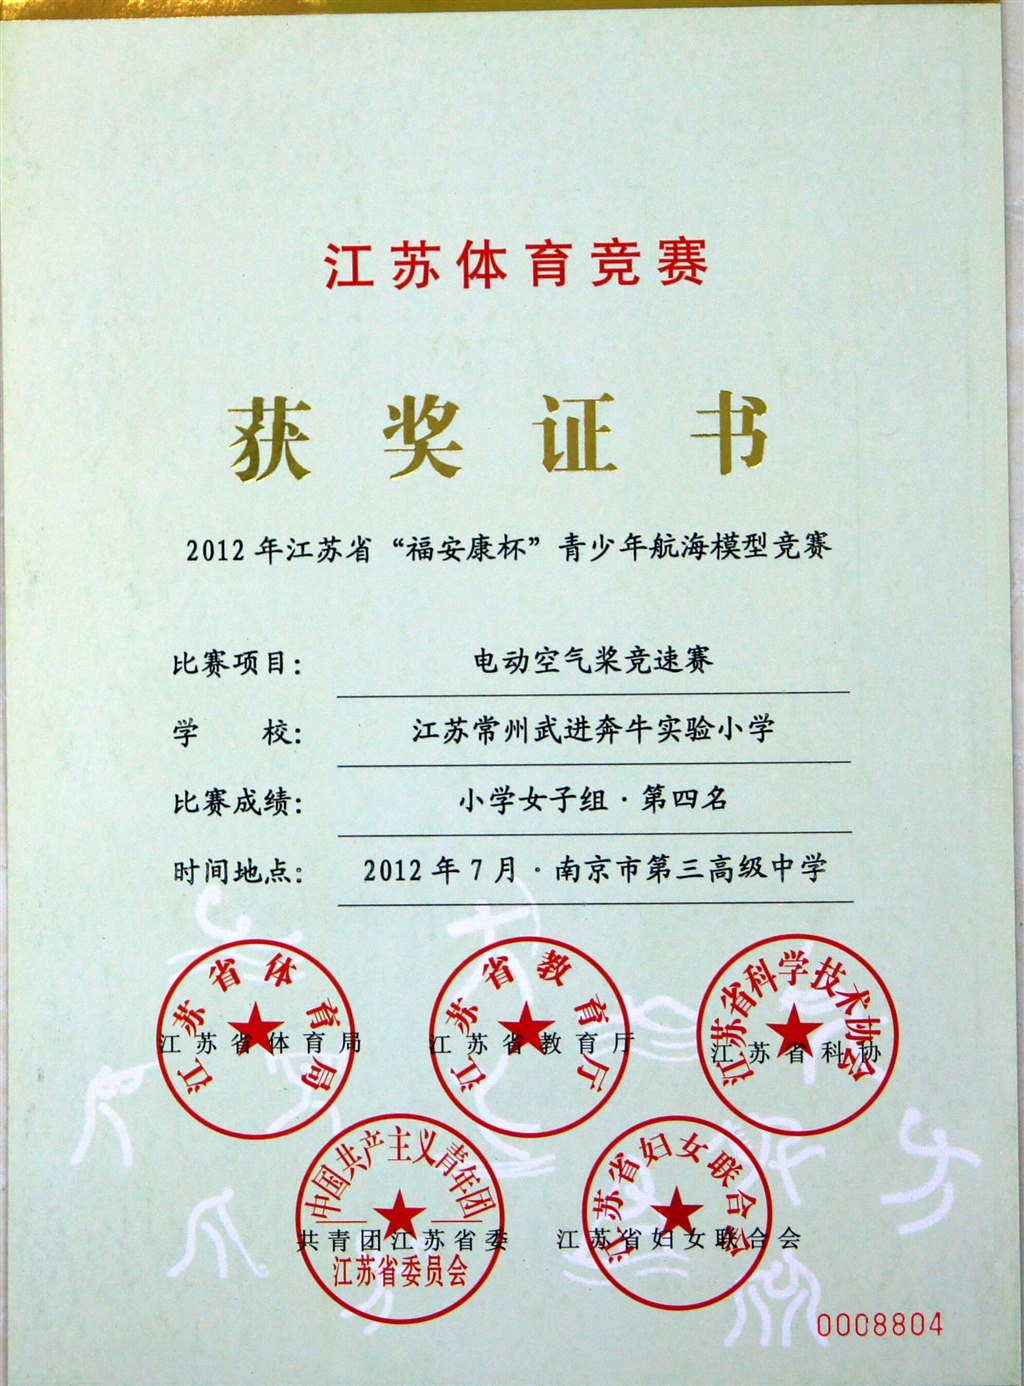 江苏体育竞赛
获奖证书
2012年江苏省“福安康杯”青少年航海模型竞赛
比赛项目: 电动空气桨竞速赛
学 校: 江苏常州武进奔牛实验小学
比赛成绩: 小学女子组·第四名
时间地点: 2012年7月·南京市第三高级中学
江苏省体育局
江苏省体育局
江苏省教育厅
江苏省教育厅
江苏省科学技术协会
江苏省科协
中国共产主义青年团
共青团江苏省委
江苏省委员会
江苏省妇女联合会
江苏省妇女联合会
0008804